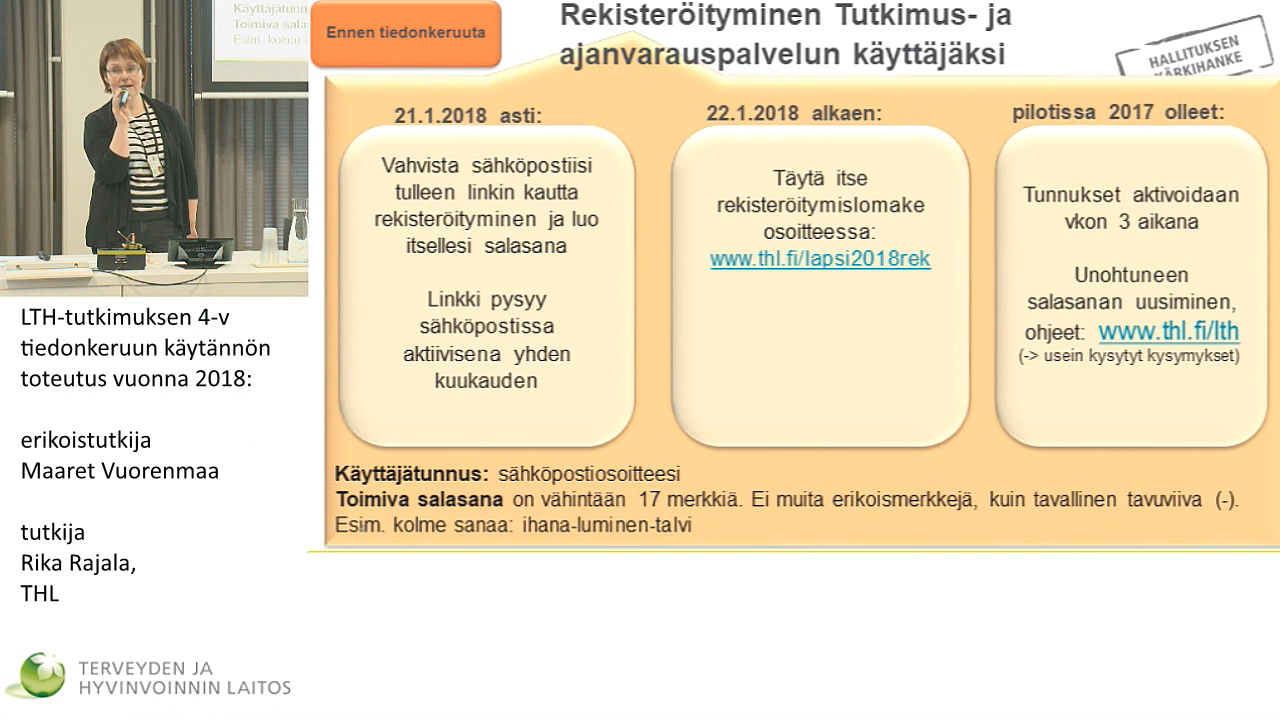 Käyttäjätunn
Toimiva sala
Esim. kolme s
Ennen tiedonkeruuta
Rekisteröityminen Tutkimus- ja
ajanvarauspalvelun käyttäjäksi
HALLITUKSEN
KÄRKIHANKE
21.1.2018 asti:
Vahvista sähköpostiisi
tulleen linkin kautta
rekisteröityminen ja luo
itsellesi salasana
Linkki pysyy
sähköpostissa
aktiivisena yhden
kuukauden
22.1.2018 alkaen:
Täytä itse
rekisteröitymislomake
osoitteessa:
www.thl.fi/lapsi2018rek
pilotissa 2017 olleet:
Tunnukset aktivoidaan
vkon 3 aikana
Unohtuneen
salasanan uusiminen,
ohjeet: www.thl.fi/lth
(-> usein kysytyt kysymykset)
Käyttäjätunnus: sähköpostiosoitteesi
Toimiva salasana on vähintään 17 merkkiä. Ei muita erikoismerkkejä, kuin tavallinen tavuviiva (-).
Esim. kolme sanaa: ihana-luminen-talvi
LTH-tutkimuksen 4-v
tiedonkeruun käytännön
toteutus vuonna 2018:
erikoistutkija
Maaret Vuorenmaa
tutkija
Rika Rajala,
THL
TERVEYDEN JA
HYVINVOINNIN LAITOS